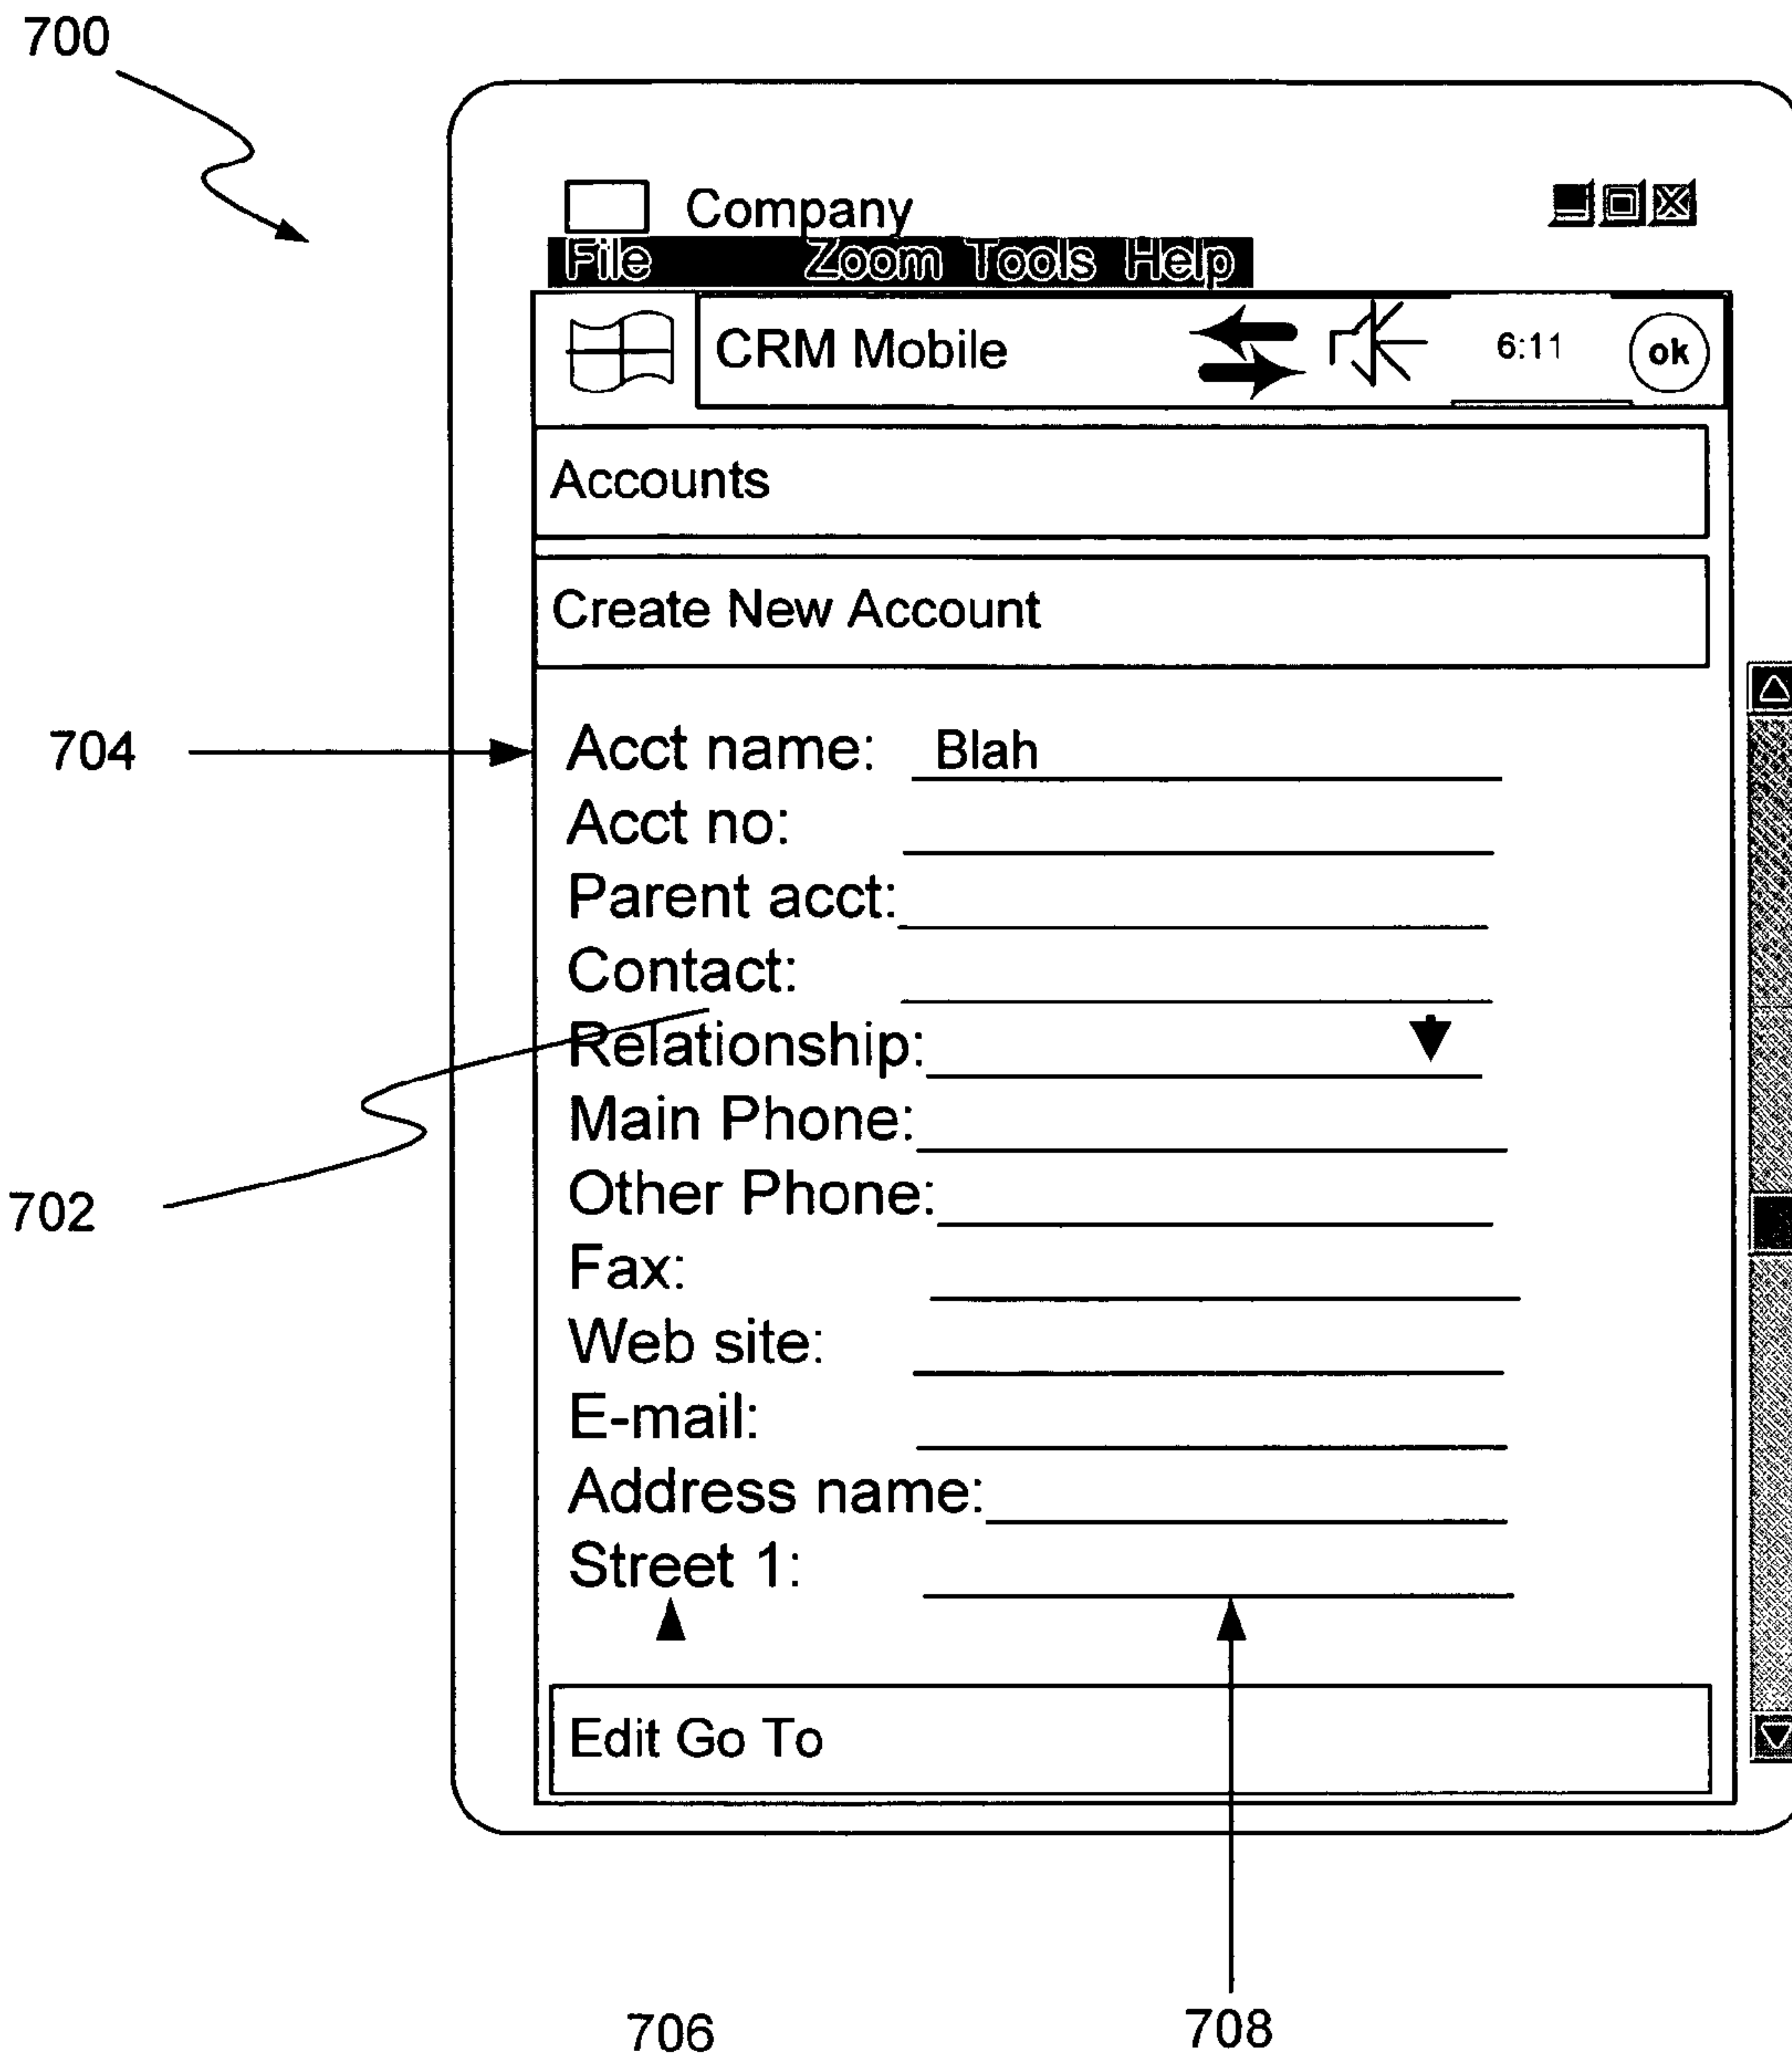 700
Company
File Zoom Tools Help
CRM Mobile 6:11 ok
Accounts
Create New Account
704
Acct name: Blah
Acct no:
Parent acct:
Contact:
Relationship:
Main Phone:
702
Other Phone:
Fax:
Web site:
E-mail:
Address name:
Street 1:
Edit Go To
706 708